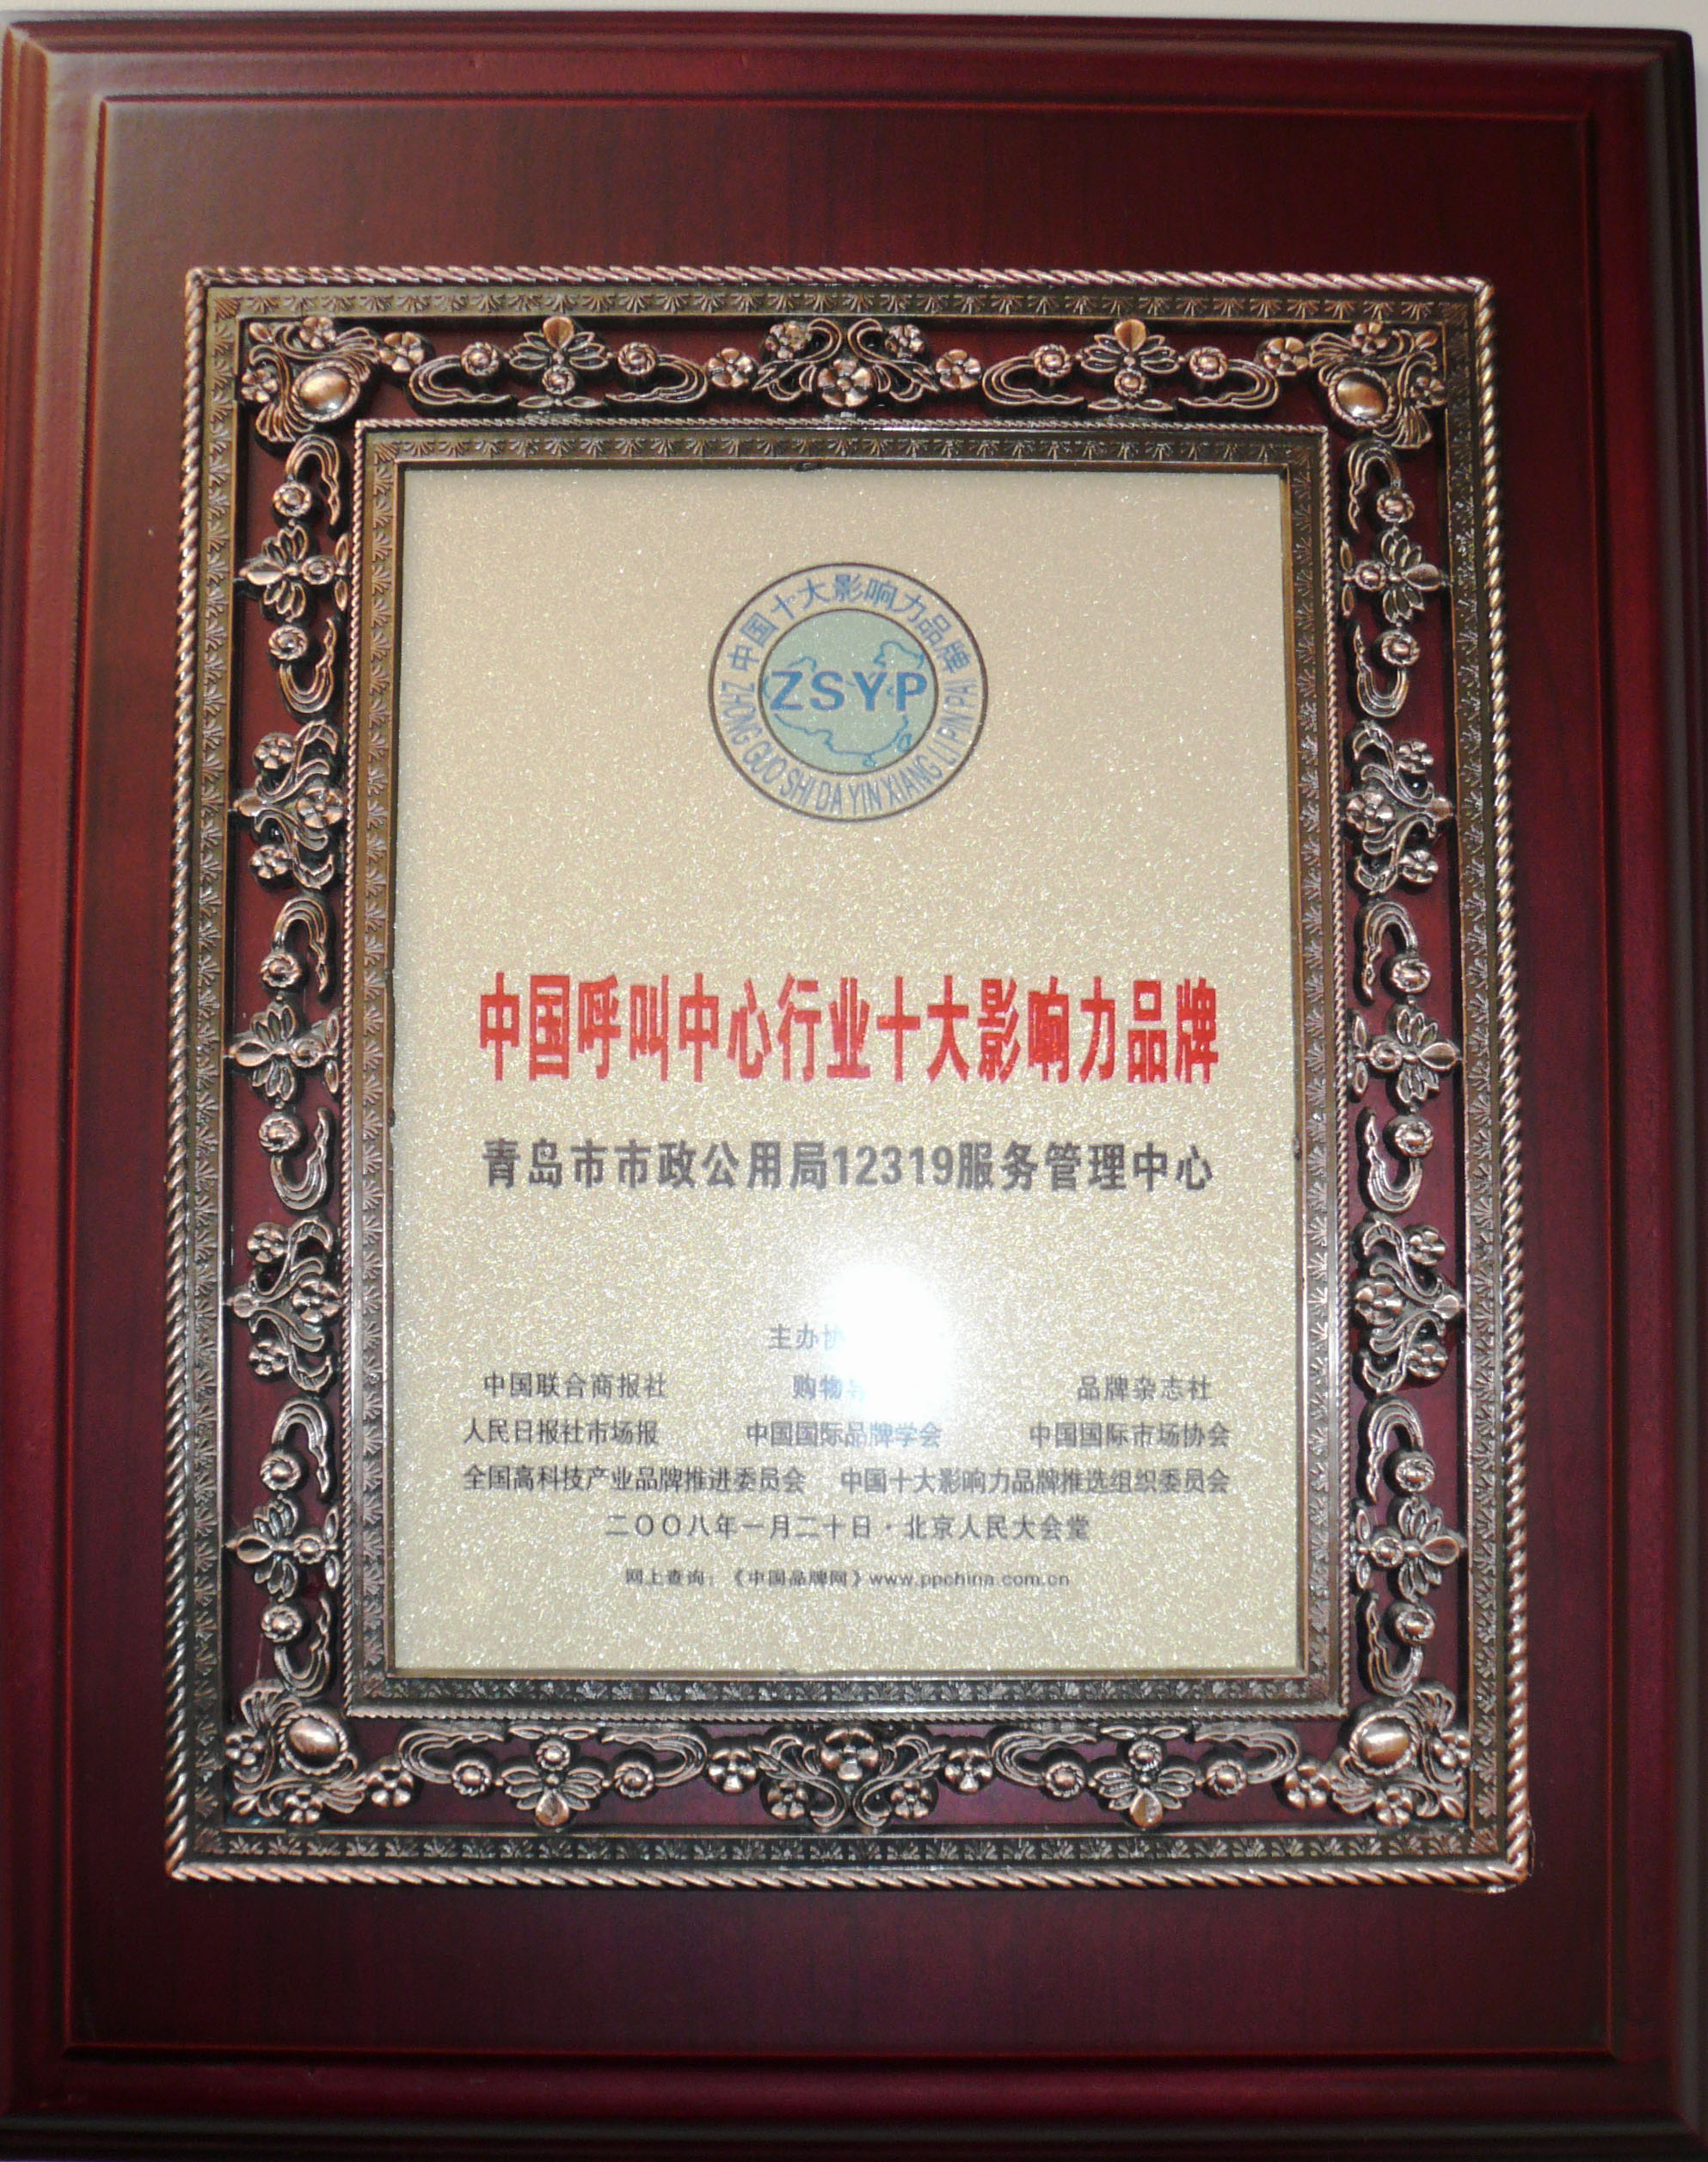 中国十大影响力品牌
ZSYP
ZHONG GUO SHI DA YIN XIANG LI PIN PAI
中国呼叫中心行业十大影响力品牌
青岛市市政公用局12319服务管理中心
主办
中国联合商报社 购物 品牌杂志社
人民日报社市场报 中国国际品牌学会 中国国际市场协会
全国高科技产业品牌推进委员会 中国十大影响力品牌推选组织委员会
二〇〇八年一月二十日·北京人民大会堂
网上查询:《中国品牌网》www.ppchina.com.cn